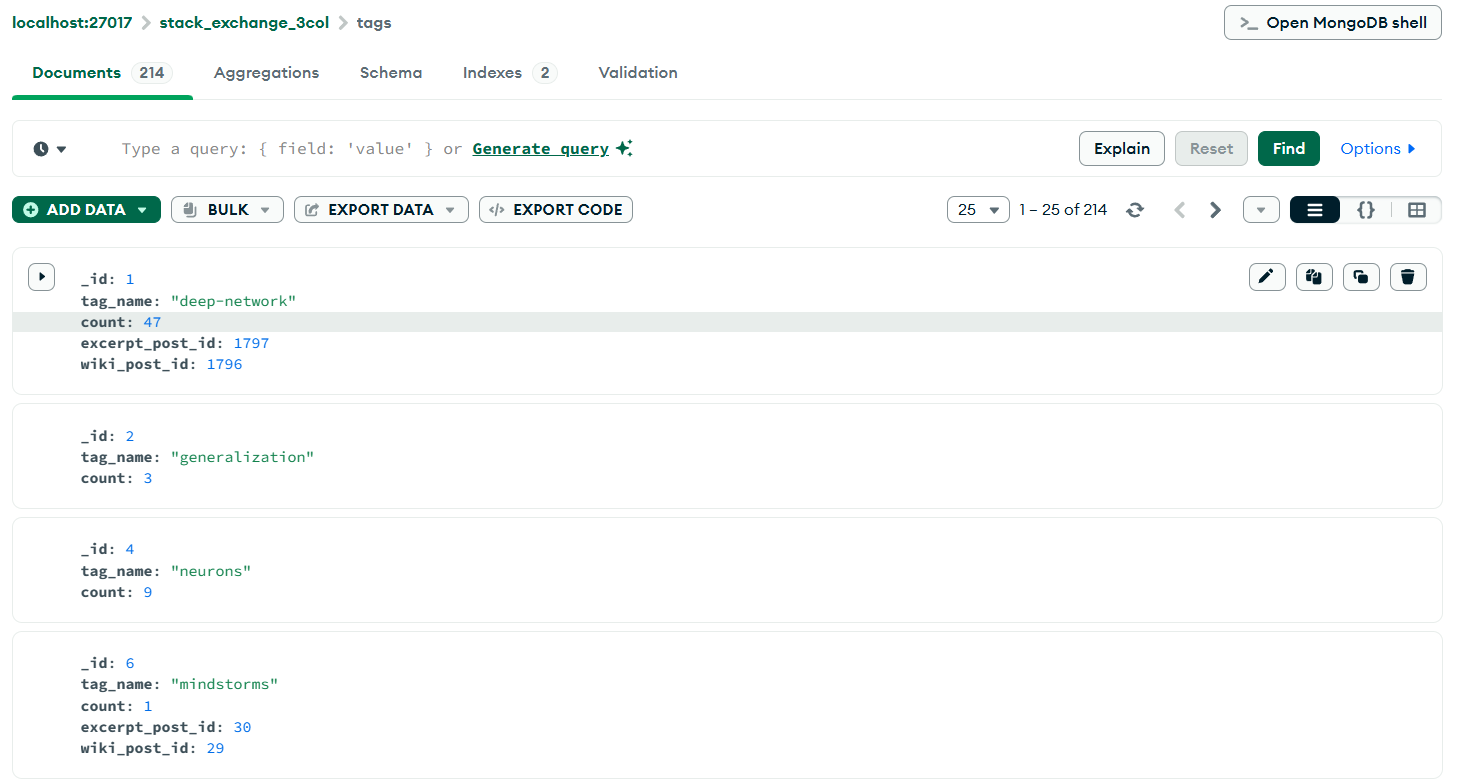 localhost:27017 > stack_exchange_3col > tags
>_ Open MongoDB shell
Documents 214 Aggregations Schema Indexes 2 Validation
Type a query: { field: 'value' } or Generate query
Explain Reset Find Options
ADD DATA BULK EXPORT DATA </> EXPORT CODE 25 1 – 25 of 214 {}
_id: 1
tag_name: "deep-network"
count: 47
excerpt_post_id: 1797
wiki_post_id: 1796
_id: 2
tag_name: "generalization"
count: 3
_id: 4
tag_name: "neurons"
count: 9
_id: 6
tag_name: "mindstorms"
count: 1
excerpt_post_id: 30
wiki_post_id: 29